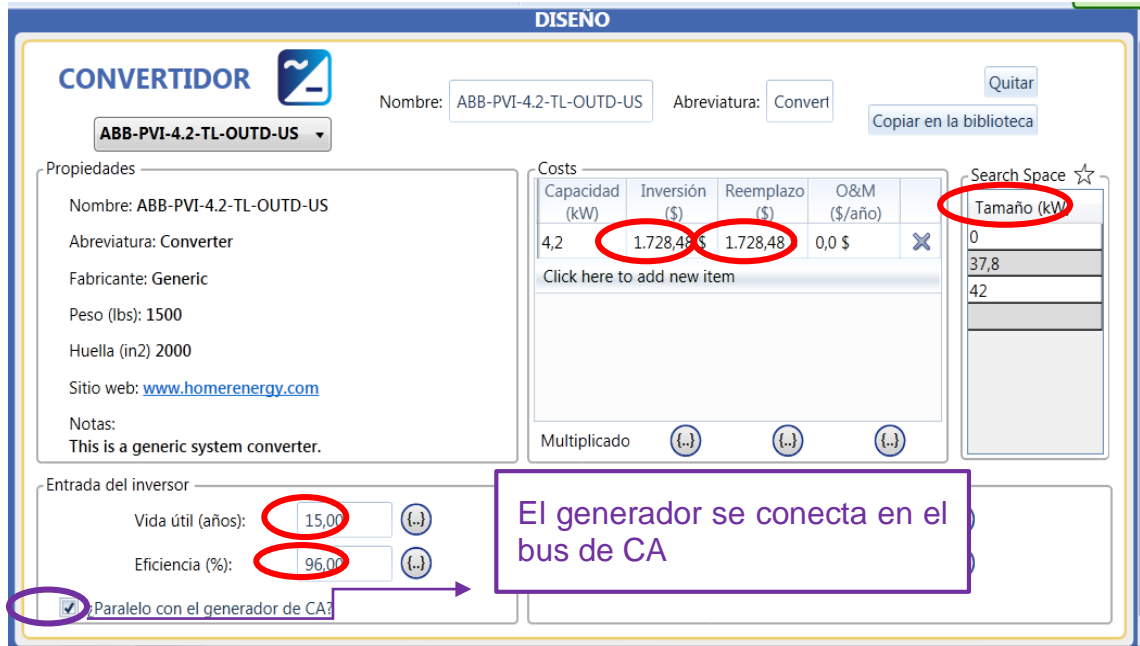 DISEÑO
CONVERTIDOR
Nombre: ABB-PVI-4.2-TL-OUTD-US Abreviatura: Convert
Quitar
Copiar en la biblioteca
ABB-PVI-4.2-TL-OUTD-US
Propiedades
Nombre: ABB-PVI-4.2-TL-OUTD-US
Abreviatura: Converter
Fabricante: Generic
Peso (lbs): 1500
Huella (in2) 2000
Sitio web: www.homerenergy.com
Notas:
This is a generic system converter.
Costs
Capacidad (kW) Inversión ($) Reemplazo ($) O&M ($/año)
4,2 1.728,48 $ 1.728,48 0,0 $
Click here to add new item
Multiplicado {..} {..} {..}
Search Space
Tamaño (kW)
0
37,8
42
Entrada del inversor
Vida útil (años): 15,00 {..}
Eficiencia (%): 96,00 {..}
¿Paralelo con el generador de CA?
El generador se conecta en el
bus de CA